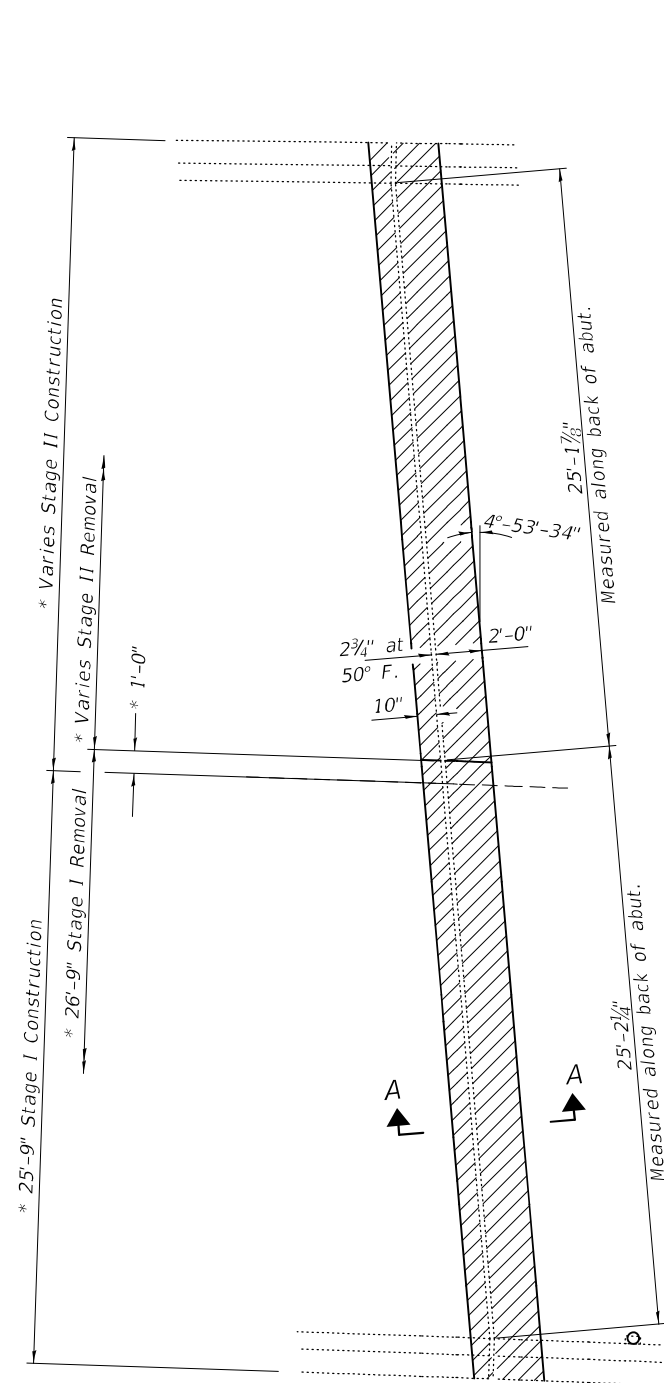 * Varies Stage II Construction
* Varies Stage II Removal
* 1'-0"
25'-1⅞"
Measured along back of abut.
4°-53'-34"
2¾" at
50° F.
2'-0"
10"
* 25'-9" Stage I Construction
* 26'-9" Stage I Removal
25'-2¼"
Measured along back of abut.
A
A